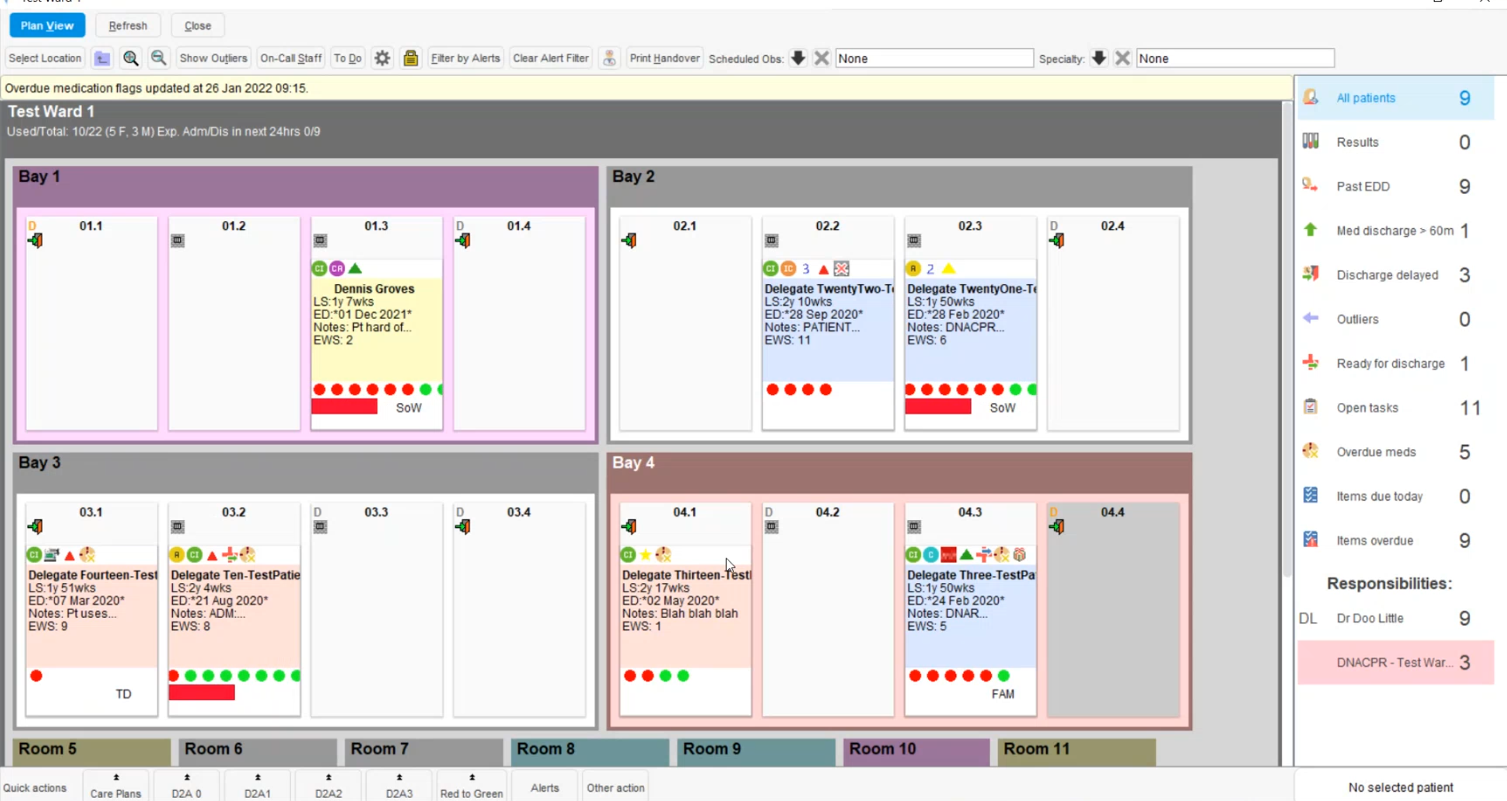 Test Ward 1
Plan View Refresh Close
Select Location Show Outliers On-Call Staff To Do Filter by Alerts Clear Alert Filter Print Handover Scheduled Obs: None Specialty: None
Overdue medication flags updated at 26 Jan 2022 09:15.
Test Ward 1
Used/Total: 10/22 (5 F, 3 M) Exp. Adm/Dis in next 24hrs 0/9
Bay 1
D 01.1
01.2
01.3
CI CR
Dennis Groves
LS:1y 7wks
ED:*01 Dec 2021*
Notes: Pt hard of...
EWS: 2
SoW
D 01.4
Bay 2
02.1
02.2
CI IC 3
Delegate TwentyTwo-T
LS:2y 10wks
ED:*28 Sep 2020*
Notes: PATIENT...
EWS: 11
02.3
R 2
Delegate TwentyOne-Te
LS:1y 50wks
ED:*28 Feb 2020*
Notes: DNACPR...
EWS: 6
SoW
D 02.4
Bay 3
03.1
CI
Delegate Fourteen-Test
LS:1y 51wks
ED:*07 Mar 2020*
Notes: Pt uses...
EWS: 9
TD
03.2
R CI
Delegate Ten-TestPatie
LS:2y 4wks
ED:*21 Aug 2020*
Notes: ADM:...
EWS: 8
D 03.3
D 03.4
Bay 4
04.1
CI
Delegate Thirteen-Test
LS:2y 17wks
ED:*02 May 2020*
Notes: Blah blah blah
EWS: 1
D 04.2
04.3
CI C
Delegate Three-TestPa
LS:1y 50wks
ED:*24 Feb 2020*
Notes: DNAR...
EWS: 5
FAM
D 04.4
Room 5 Room 6 Room 7 Room 8 Room 9 Room 10 Room 11
All patients 9
Results 0
Past EDD 9
Med discharge > 60m 1
Discharge delayed 3
Outliers 0
Ready for discharge 1
Open tasks 11
Overdue meds 5
Items due today 0
Items overdue 9
Responsibilities:
DL Dr Doo Little 9
DNACPR - Test War... 3
Quick actions Care Plans D2A 0 D2A1 D2A2 D2A3 Red to Green Alerts Other action
No selected patient